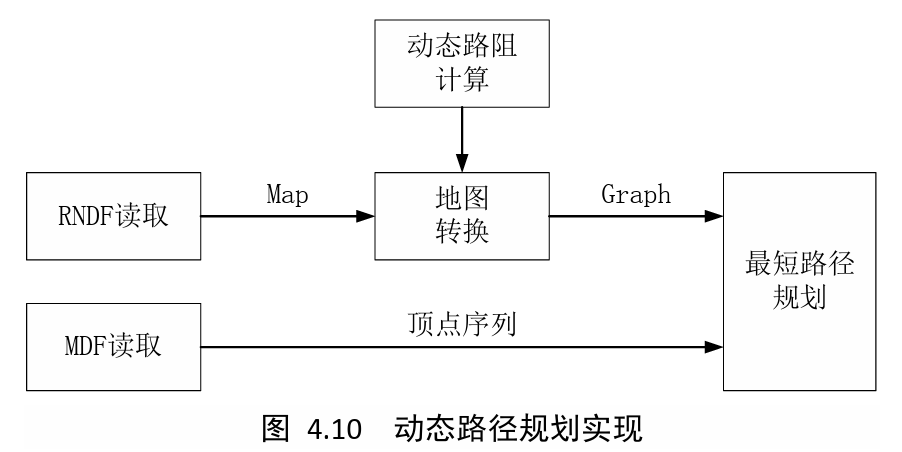 动态路阻
计算
RNDF读取
Map
地图
转换
Graph
最短路径
规划
MDF读取
顶点序列
图 4.10 动态路径规划实现